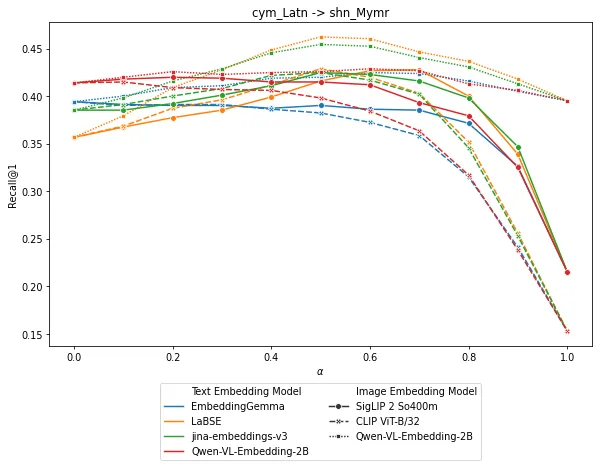 cym_Latn -> shn_Mymr
Recall@1
0.45
0.40
0.35
0.30
0.25
0.20
0.15
0.0
0.2
0.4
0.6
0.8
1.0
α
Text Embedding Model
EmbeddingGemma
LaBSE
jina-embeddings-v3
Qwen-VL-Embedding-2B
Image Embedding Model
SigLIP 2 So400m
CLIP ViT-B/32
Qwen-VL-Embedding-2B